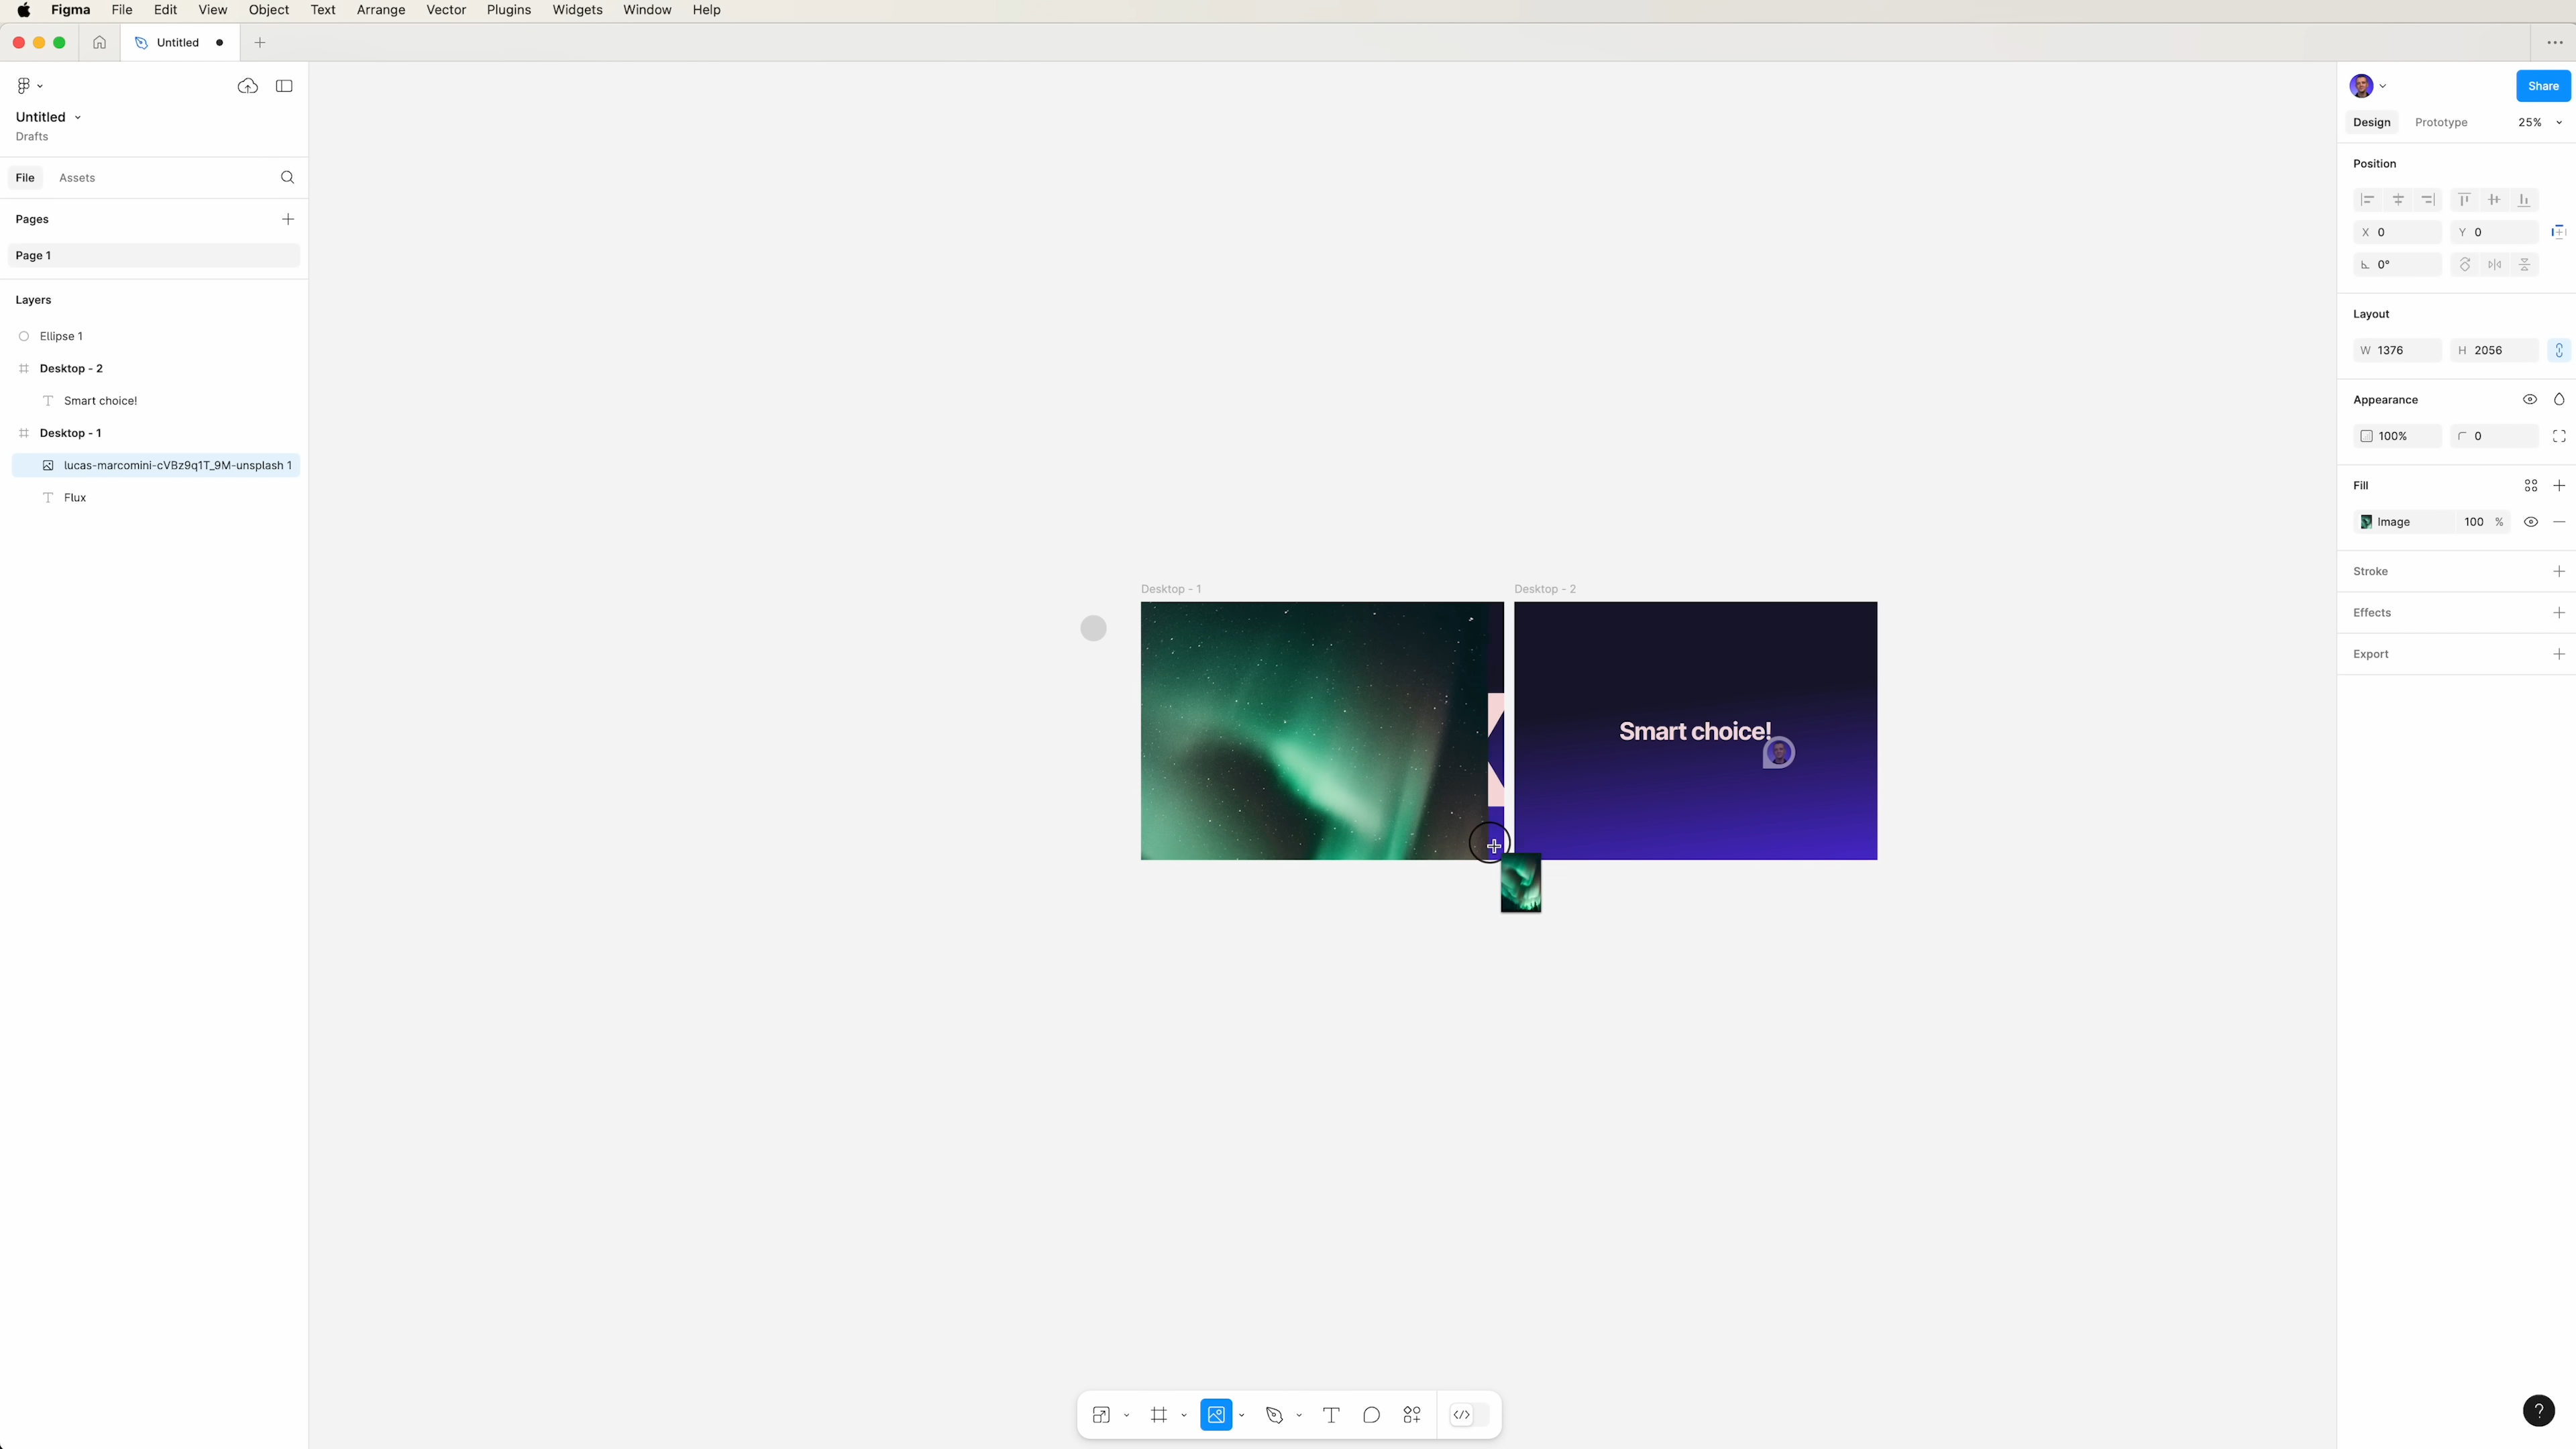 Figma File Edit View Object Text Arrange Vector Plugins Widgets Window Help
Untitled
Untitled
Drafts
File Assets
Pages
Page 1
Layers
Ellipse 1
Desktop - 2
Smart choice!
Desktop - 1
lucas-marcomini-cVBz9q1T_9M-unsplash 1
Flux
Desktop - 1
Desktop - 2
Smart choice!
Share
Design Prototype 25%
Position
X 0 Y 0
0°
Layout
W 1376 H 2056
Appearance
100% 0
Fill
Image 100 %
Stroke
Effects
Export
?